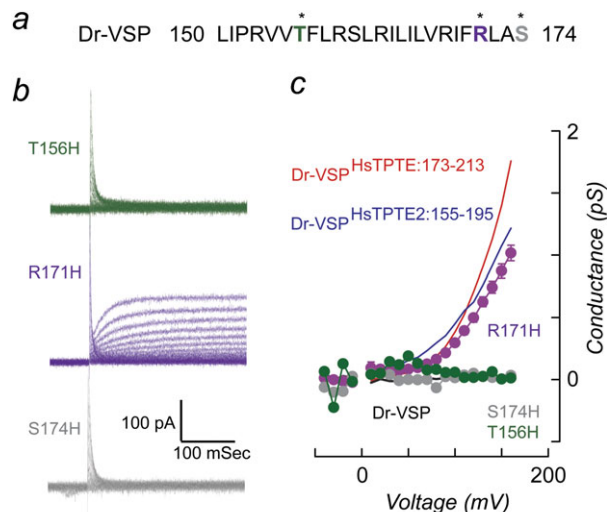 a
* * *
Dr-VSP 150 LIPRVVTFLRSLRILILVRIFRLAS 174
b
T156H
R171H
S174H
100 pA
100 mSec
c
2
Dr-VSP HsTPTE:173-213
Dr-VSP HsTPTE2:155-195
R171H
Conductance (pS)
0
Dr-VSP
S174H
T156H
0
200
Voltage (mV)